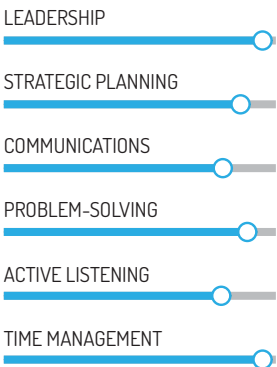 LEADERSHIP
STRATEGIC PLANNING
COMMUNICATIONS
PROBLEM-SOLVING
ACTIVE LISTENING
TIME MANAGEMENT